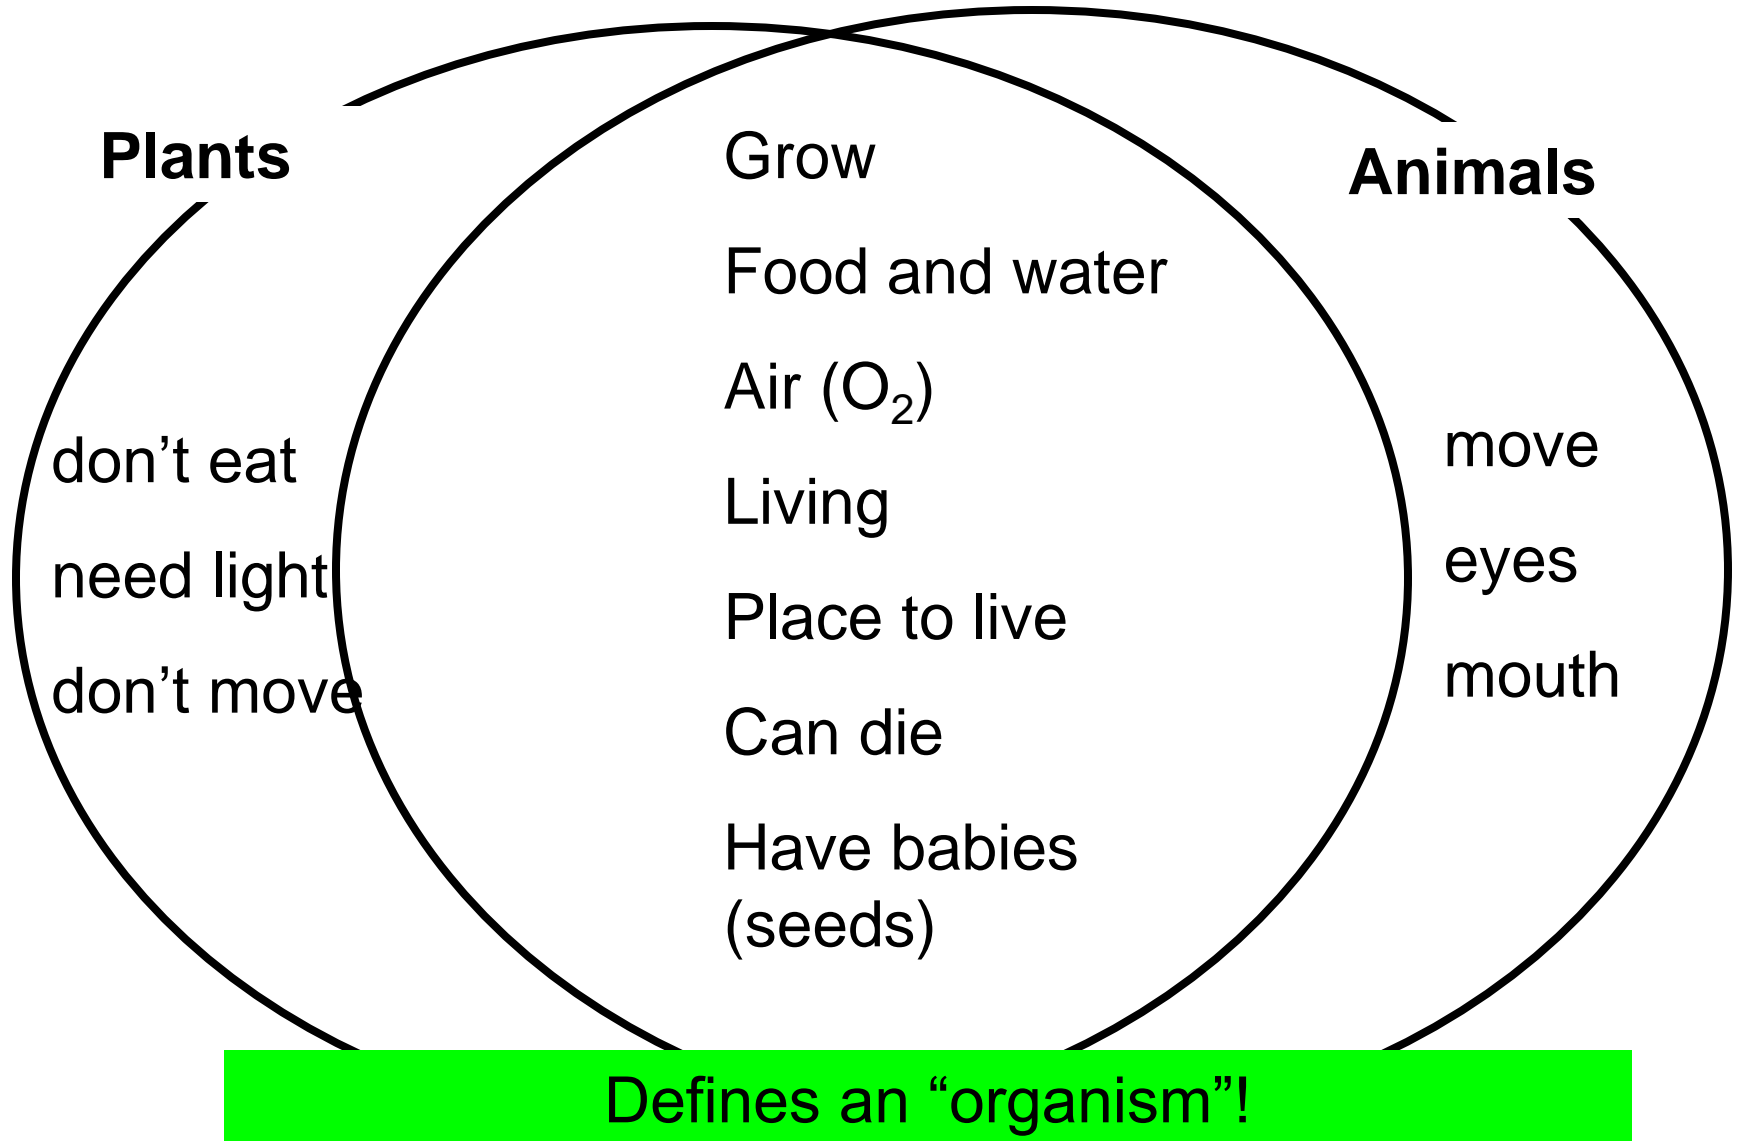 Plants
don’t eat
need light
don’t move
Grow
Food and water
Air (O₂)
Living
Place to live
Can die
Have babies
(seeds)
Animals
move
eyes
mouth
Defines an “organism”!